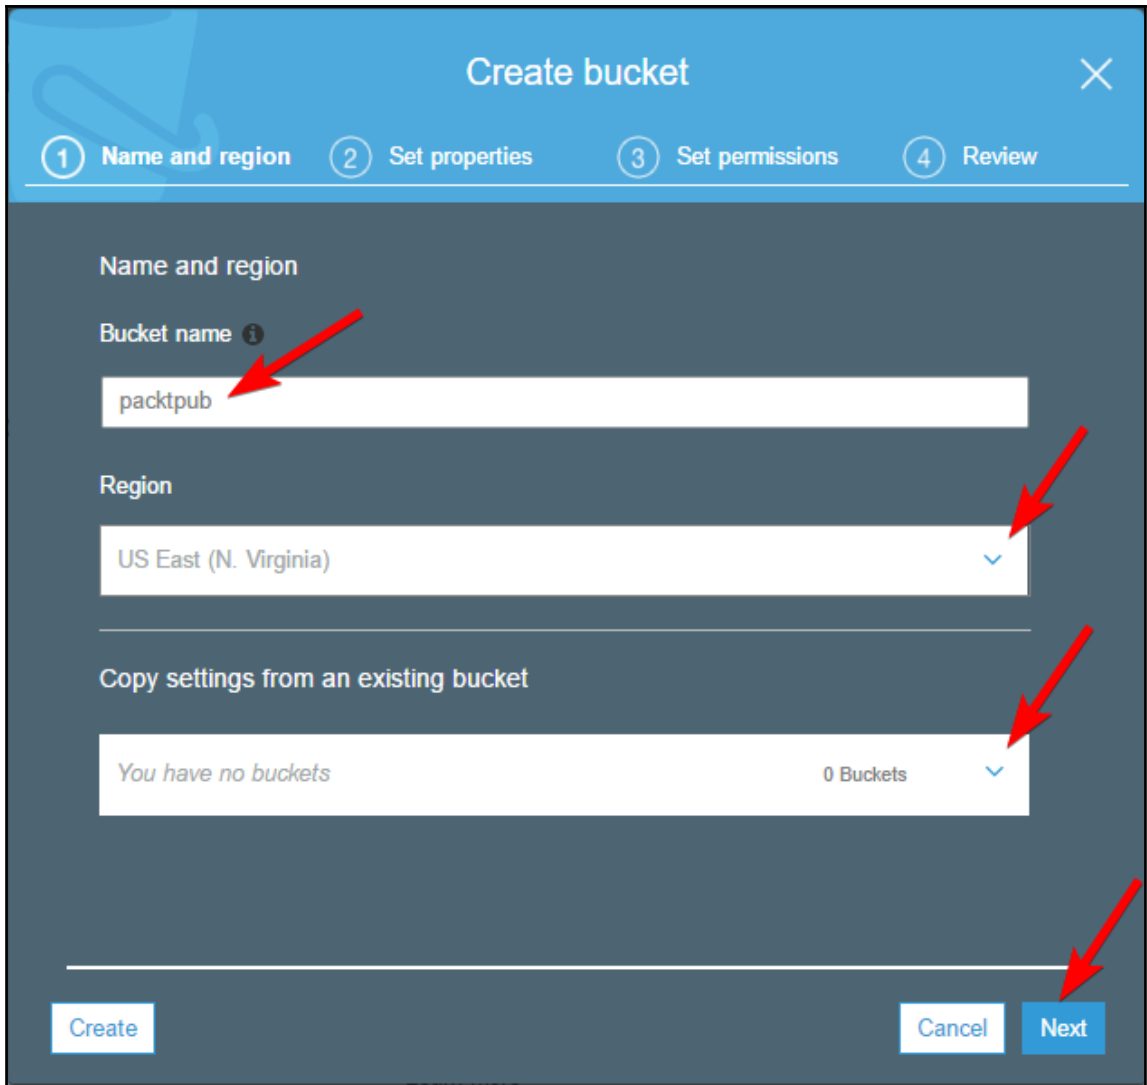 Create bucket
1 Name and region 2 Set properties 3 Set permissions 4 Review
Name and region
Bucket name
packtpub
Region
US East (N. Virginia)
Copy settings from an existing bucket
You have no buckets 0 Buckets
Create Cancel Next